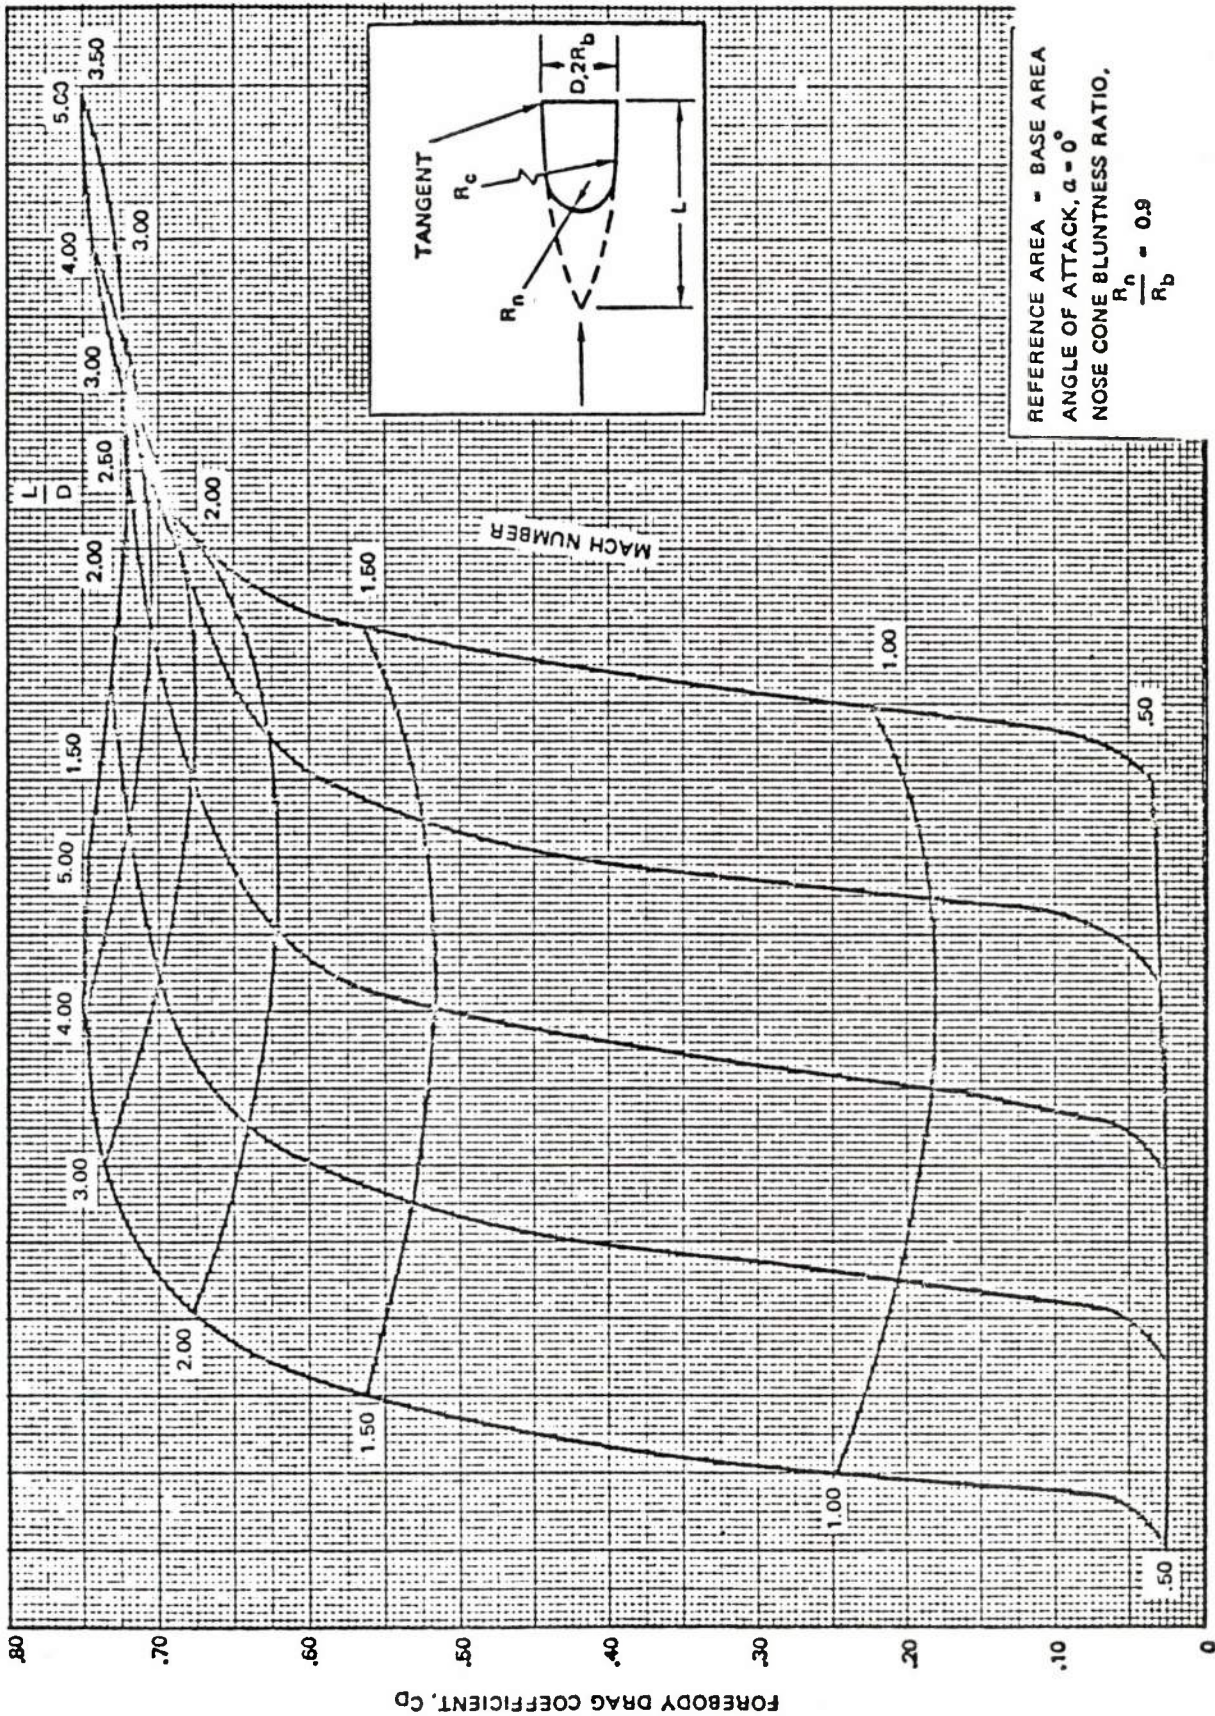 FOREBODY DRAG COEFFICIENT, CD
.80
.70
.60
.50
.40
.30
.20
.10
0
L
D
1.50
2.00
2.50
3.00
3.50
5.00
4.00
3.00
2.00
1.50
1.00
.50
5.00
4.00
3.00
2.00
1.50
1.00
.50
MACH NUMBER
TANGENT
Rc
Rn
D,2Rb
L
REFERENCE AREA = BASE AREA
ANGLE OF ATTACK, α = 0°
NOSE CONE BLUNTNESS RATIO,
Rn
Rb
= 0.9